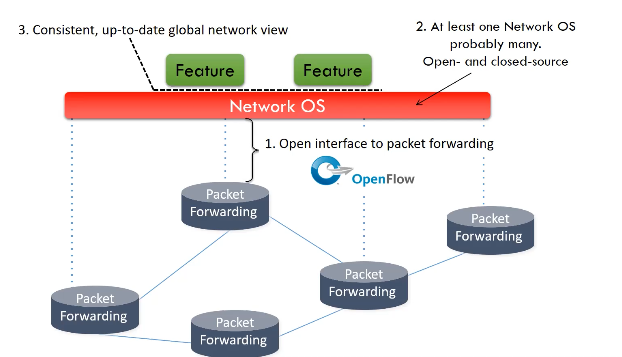 3. Consistent, up-to-date global network view
2. At least one Network OS
probably many.
Open- and closed-source
Feature
Feature
Network OS
1. Open interface to packet forwarding
OpenFlow
Packet
Forwarding
Packet
Forwarding
Packet
Forwarding
Packet
Forwarding
Packet
Forwarding